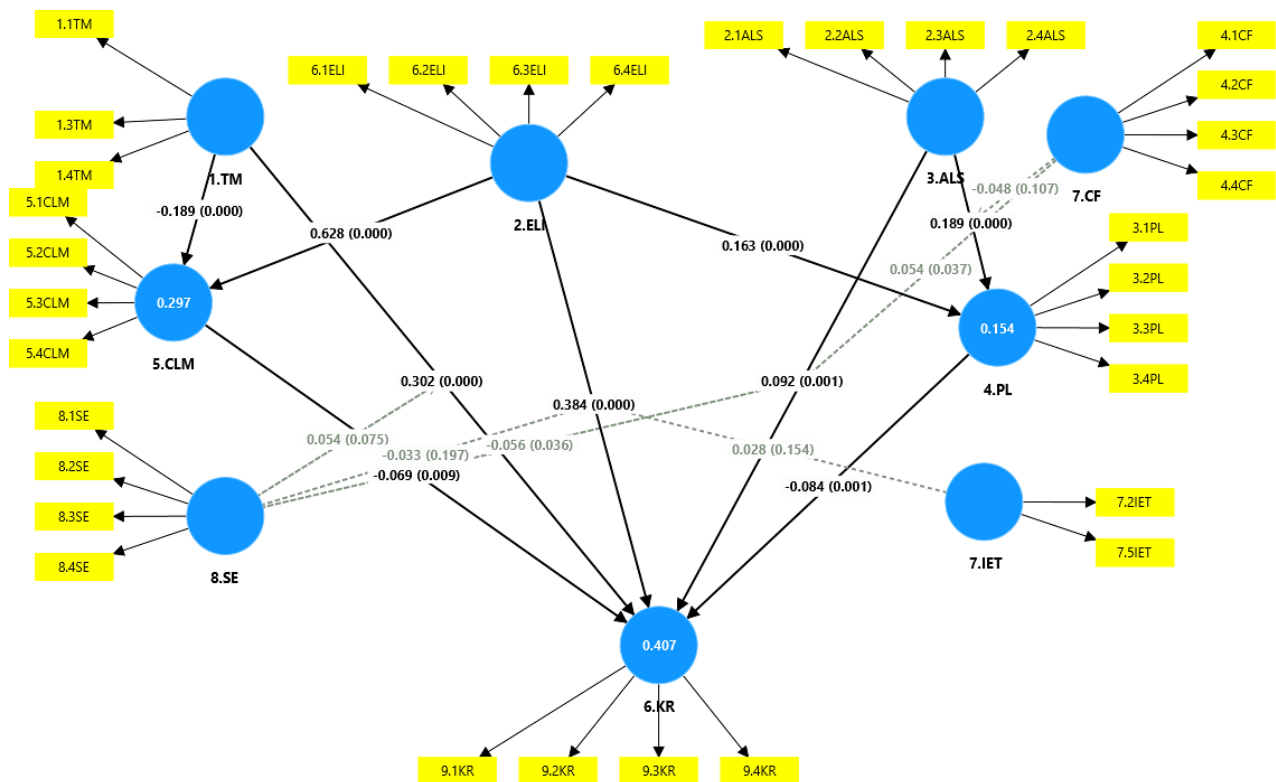 1.1TM
2.1ALS
2.2ALS
2.3ALS
2.4ALS
4.1CF
6.1ELI
6.2ELI
6.3ELI
6.4ELI
4.2CF
1.3TM
4.3CF
1.4TM
1.TM
3.ALS
4.4CF
-0.048 (0.107)
7.CF
5.1CLM
-0.189 (0.000)
2.ELI
0.189 (0.000)
3.1PL
0.628 (0.000)
0.163 (0.000)
5.2CLM
0.054 (0.037)
3.2PL
5.3CLM
0.297
0.154
3.3PL
5.4CLM
5.CLM
4.PL
3.4PL
0.302 (0.000)
0.092 (0.001)
8.1SE
0.384 (0.000)
0.054 (0.075)
-0.033 (0.197)
-0.056 (0.036)
0.028 (0.154)
8.2SE
-0.069 (0.009)
-0.084 (0.001)
7.2IET
8.3SE
7.5IET
8.4SE
8.SE
7.IET
0.407
6.KR
9.1KR
9.2KR
9.3KR
9.4KR